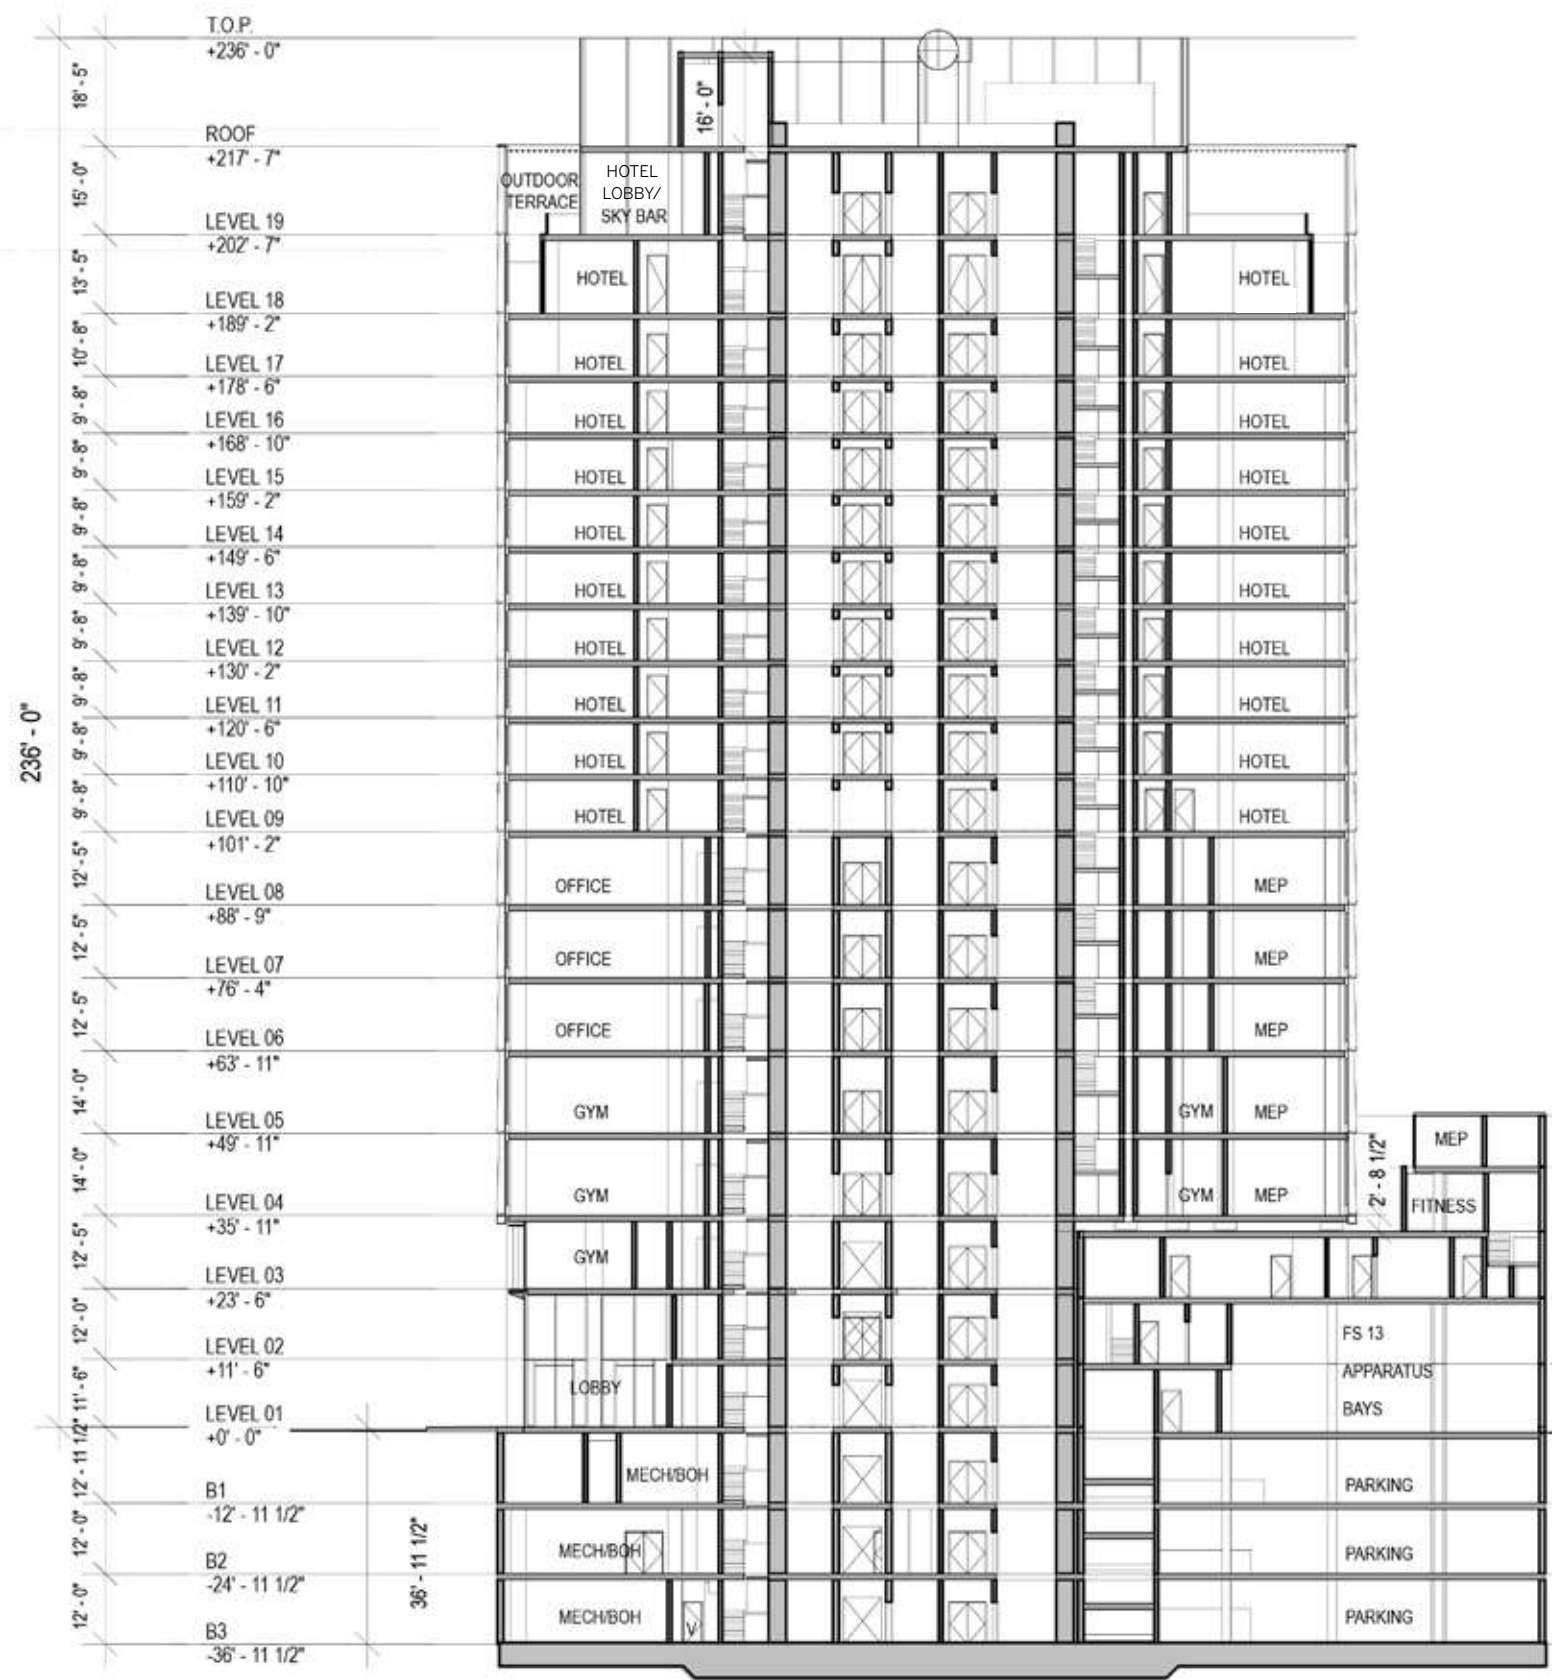 T.O.P.
+236' - 0"
18' - 5"
16' - 0"
ROOF
+217' - 7"
15' - 0"
OUTDOOR
TERRACE
HOTEL
LOBBY/
SKY BAR
LEVEL 19
+202' - 7"
13' - 5"
HOTEL
HOTEL
LEVEL 18
+189' - 2"
10' - 8"
HOTEL
HOTEL
LEVEL 17
+178' - 6"
9' - 8"
HOTEL
HOTEL
LEVEL 16
+168' - 10"
9' - 8"
HOTEL
HOTEL
LEVEL 15
+159' - 2"
9' - 8"
HOTEL
HOTEL
LEVEL 14
+149' - 6"
9' - 8"
HOTEL
HOTEL
LEVEL 13
+139' - 10"
9' - 8"
HOTEL
HOTEL
LEVEL 12
+130' - 2"
9' - 8"
HOTEL
HOTEL
LEVEL 11
+120' - 6"
236' - 0"
9' - 8"
HOTEL
HOTEL
LEVEL 10
+110' - 10"
9' - 8"
HOTEL
HOTEL
LEVEL 09
+101' - 2"
12' - 5"
OFFICE
MEP
LEVEL 08
+88' - 9"
12' - 5"
OFFICE
MEP
LEVEL 07
+76' - 4"
12' - 5"
OFFICE
MEP
LEVEL 06
+63' - 11"
14' - 0"
GYM
GYM
MEP
LEVEL 05
+49' - 11"
MEP
14' - 0"
2' - 8 1/2"
GYM
GYM
MEP
FITNESS
LEVEL 04
+35' - 11"
12' - 5"
GYM
LEVEL 03
+23' - 6"
12' - 0"
FS 13
APPARATUS
BAYS
LEVEL 02
+11' - 6"
11' - 6"
LOBBY
LEVEL 01
+0' - 0"
12' - 11 1/2"
MECH/BOH
PARKING
B1
-12' - 11 1/2"
12' - 0"
36' - 11 1/2"
MECH/BOH
PARKING
B2
-24' - 11 1/2"
12' - 0"
MECH/BOH
V
PARKING
B3
-36' - 11 1/2"